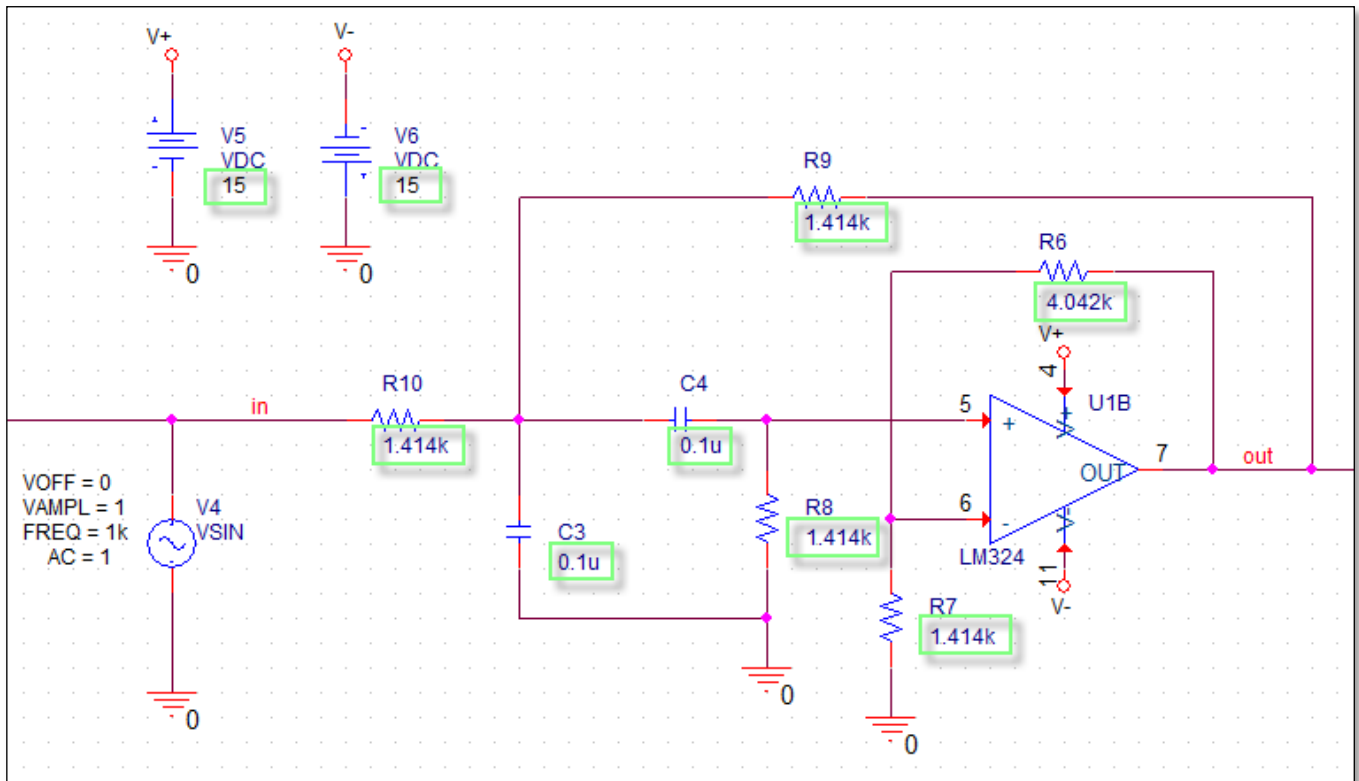 V+
V-
V5
VDC
15
V6
VDC
15
0
0
R9
1.414k
R6
4.042k
V+
4
R10
1.414k
C4
0.1u
in
5
+
V+
U1B
7
OUT
out
6
-
V-
LM324
11
V-
VOFF = 0
VAMPL = 1
FREQ = 1k
AC = 1
V4
VSIN
C3
0.1u
R8
1.414k
R7
1.414k
0
0
0